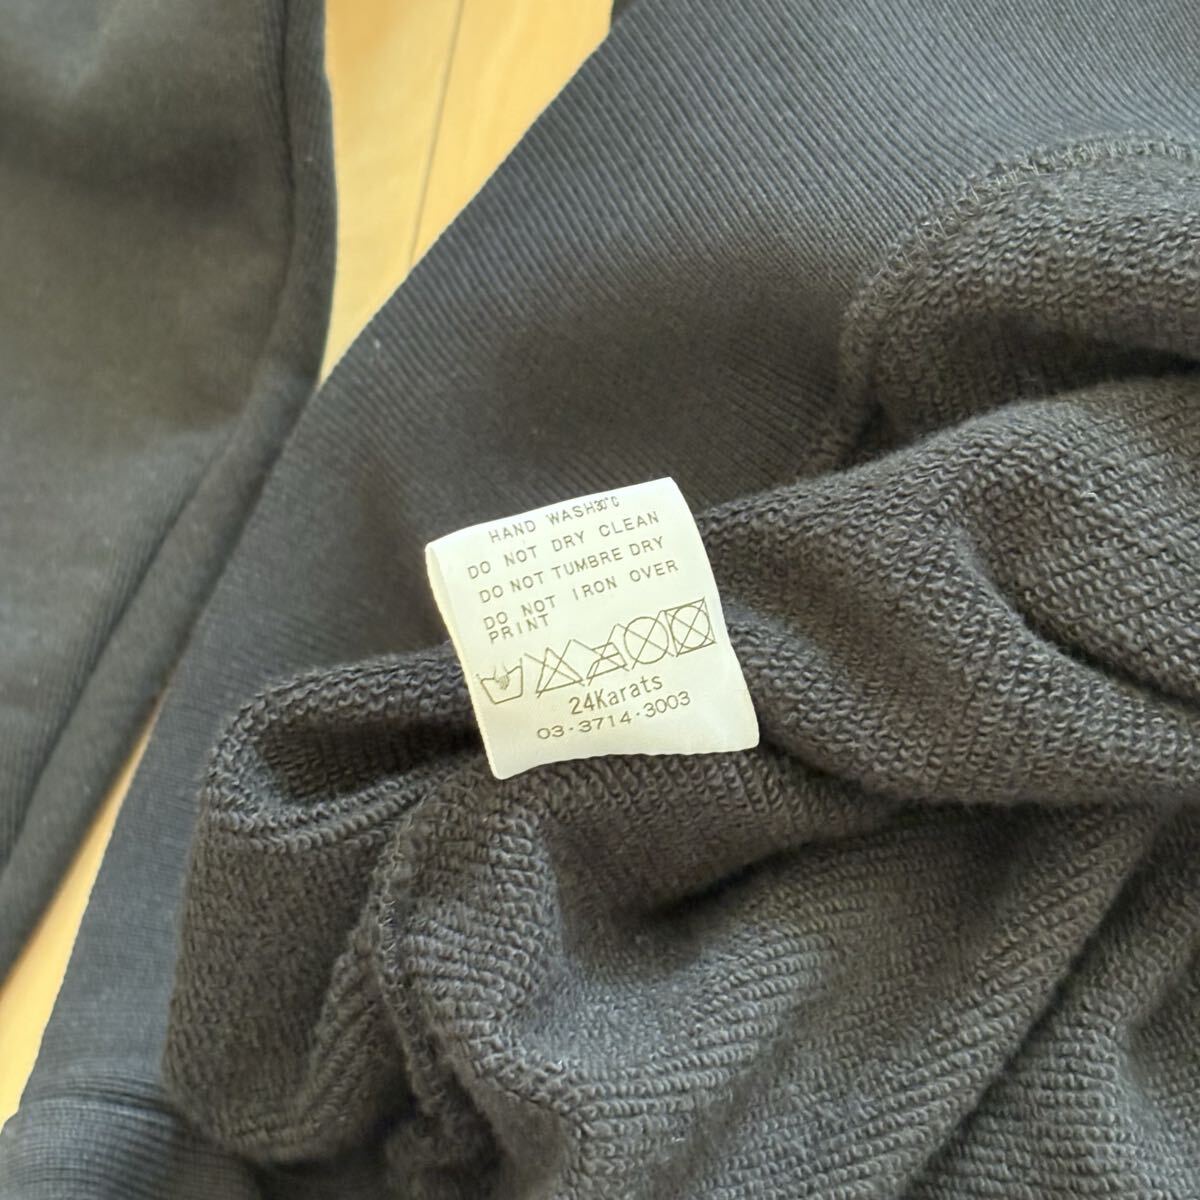 HAND WASH30°C
DO NOT DRY CLEAN
DO NOT TUMBRE DRY
DO NOT IRON OVER
PRINT
24Karats
03-3714-3003